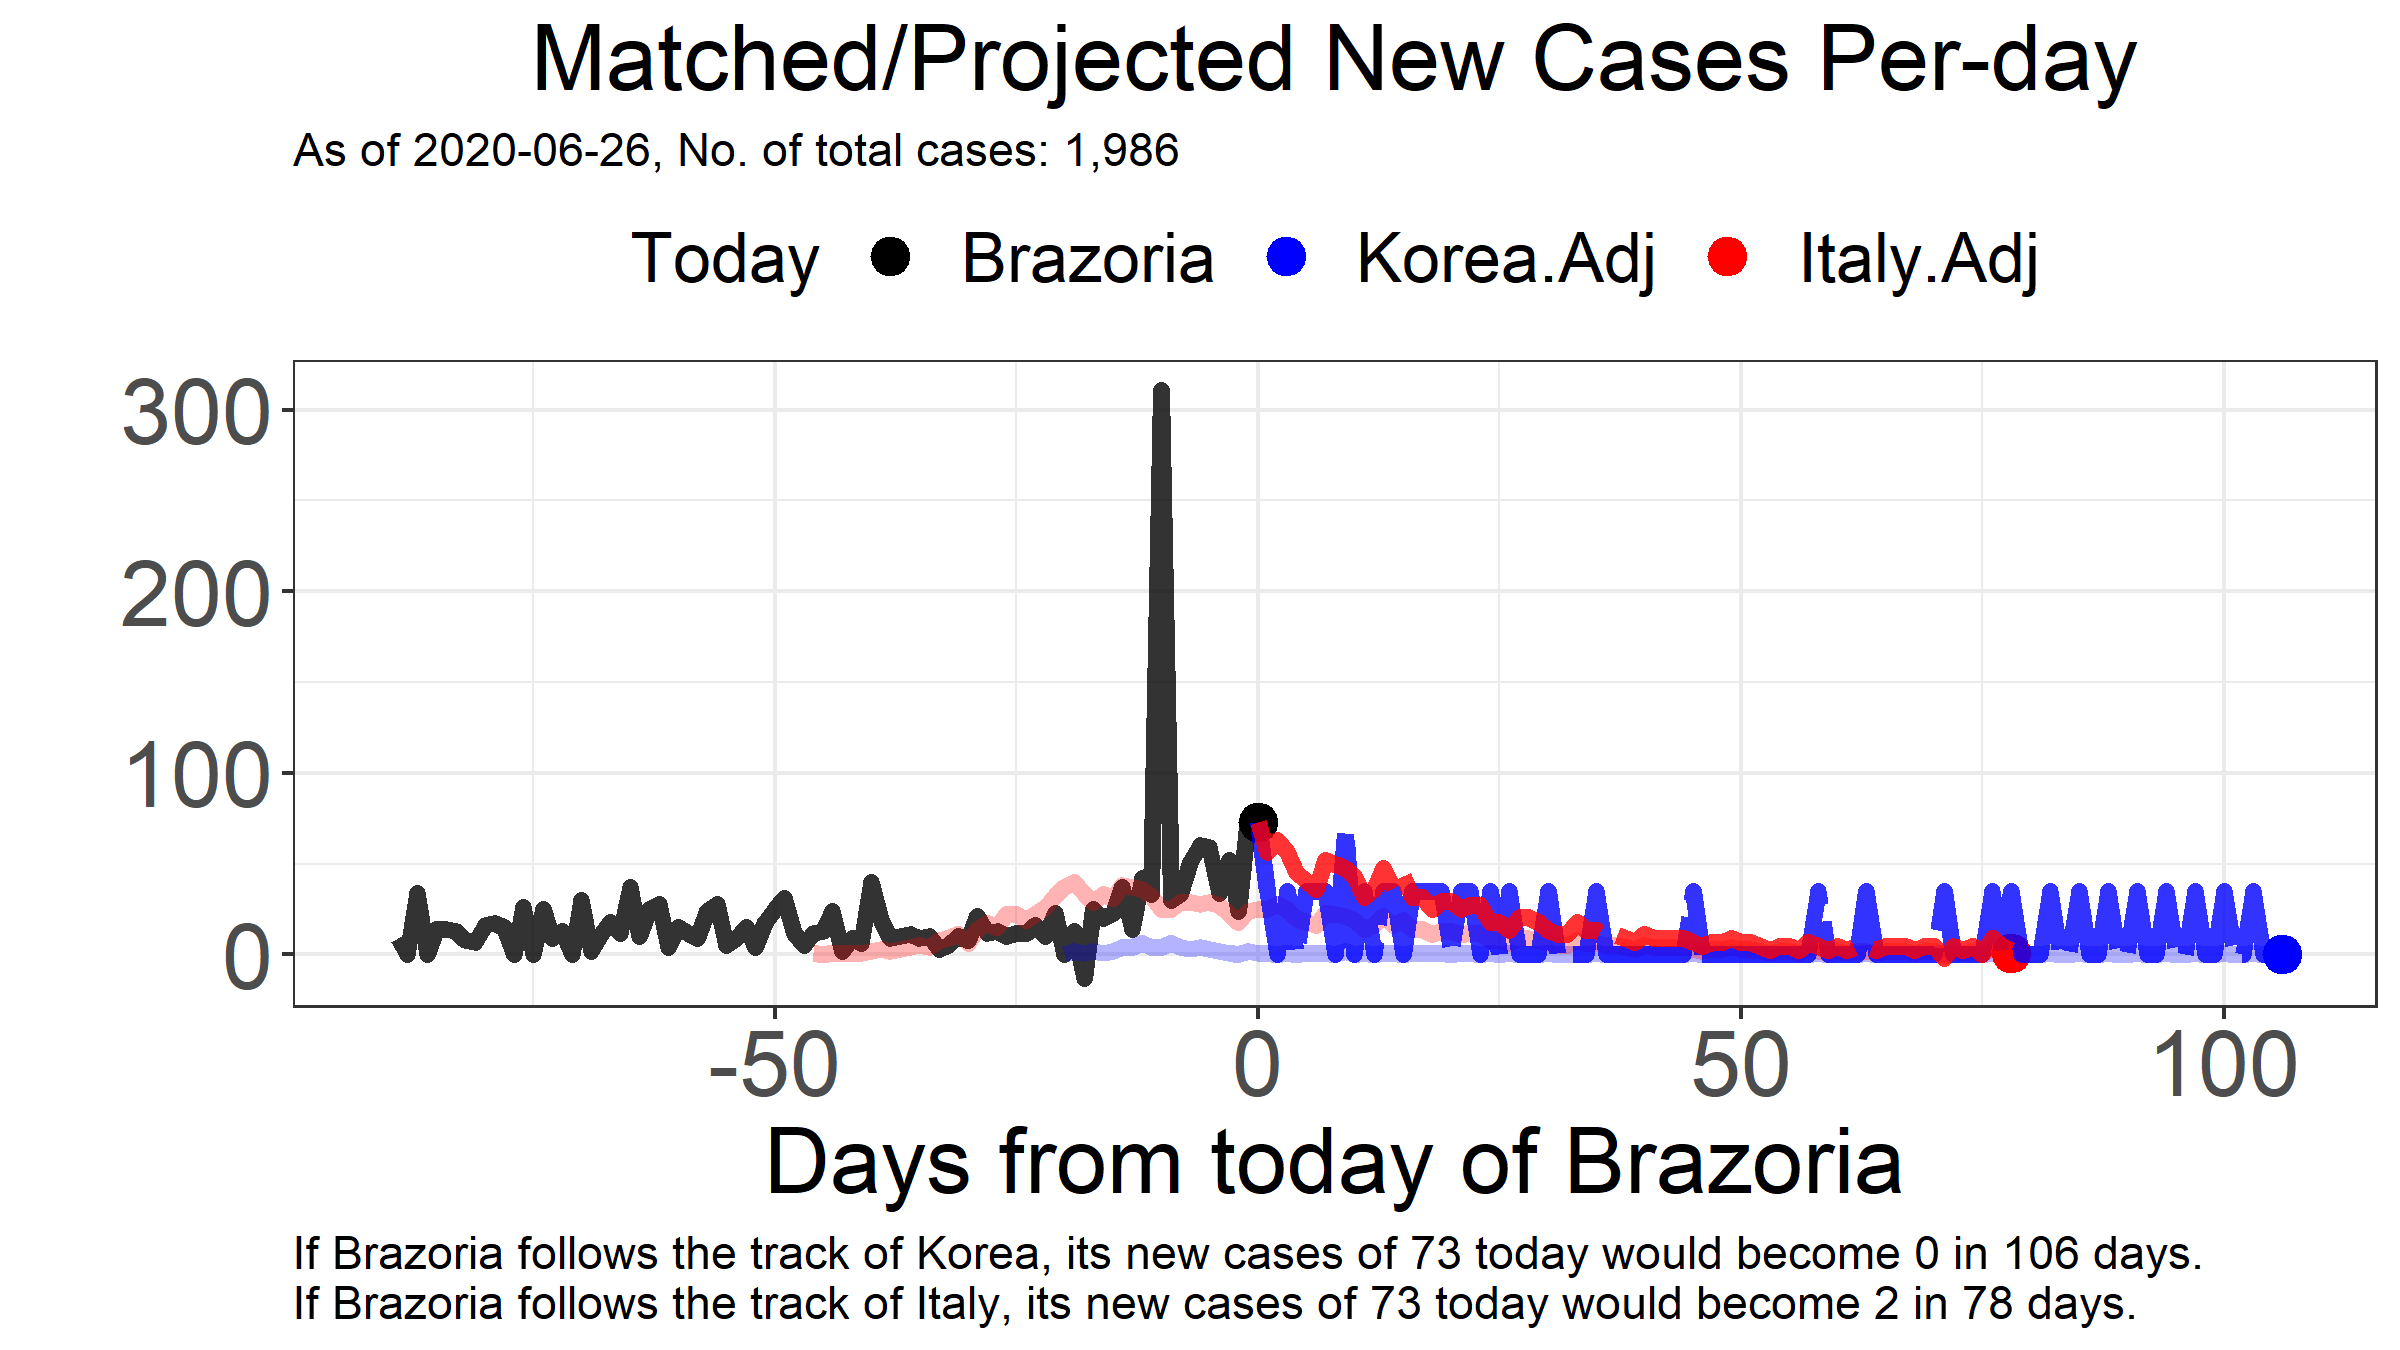 Matched/Projected New Cases Per-day
As of 2020-06-26, No. of total cases: 1,986
Today Brazoria Korea.Adj Italy.Adj
300
200
100
0
-50 0 50 100
Days from today of Brazoria
If Brazoria follows the track of Korea, its new cases of 73 today would become 0 in 106 days.
If Brazoria follows the track of Italy, its new cases of 73 today would become 2 in 78 days.